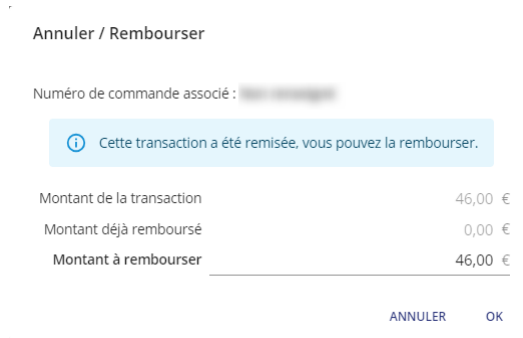 Annuler / Rembourser
Numéro de commande associé :
Cette transaction a été remisée, vous pouvez la rembourser.
Montant de la transaction 46,00 €
Montant déjà remboursé 0,00 €
Montant à rembourser 46,00 €
ANNULER OK